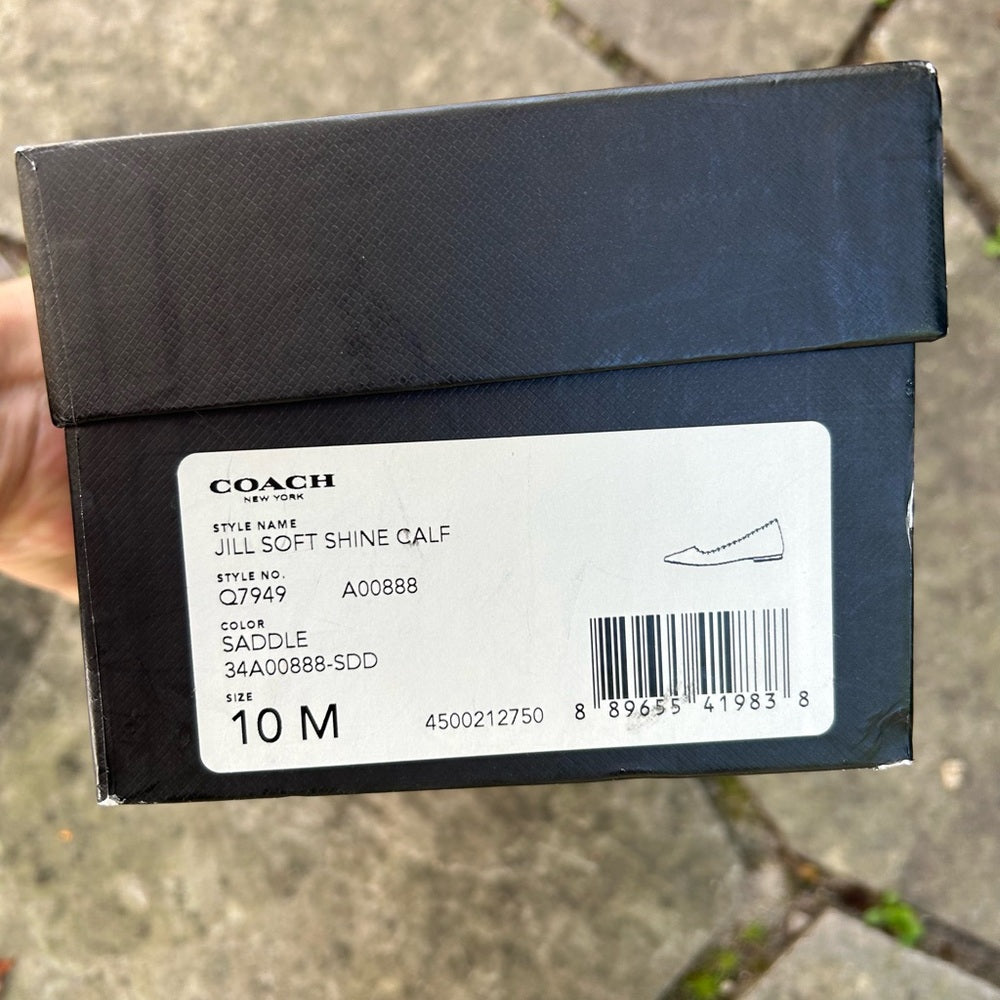 COACH
NEW YORK
STYLE NAME
JILL SOFT SHINE CALF
STYLE NO.
Q7949 A00888
COLOR
SADDLE
34A00888-SDD
SIZE
10 M
4500212750
8 89655 41983 8